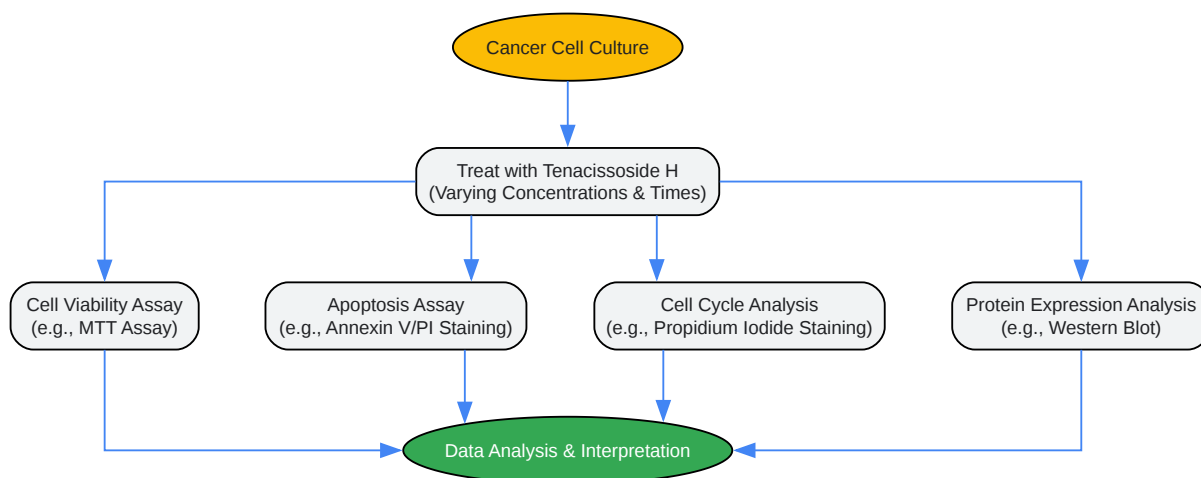 Cancer Cell Culture
Treat with Tenacissoside H
(Varying Concentrations & Times)
Cell Viability Assay
(e.g., MTT Assay)
Apoptosis Assay
(e.g., Annexin V/PI Staining)
Cell Cycle Analysis
(e.g., Propidium Iodide Staining)
Protein Expression Analysis
(e.g., Western Blot)
Data Analysis & Interpretation